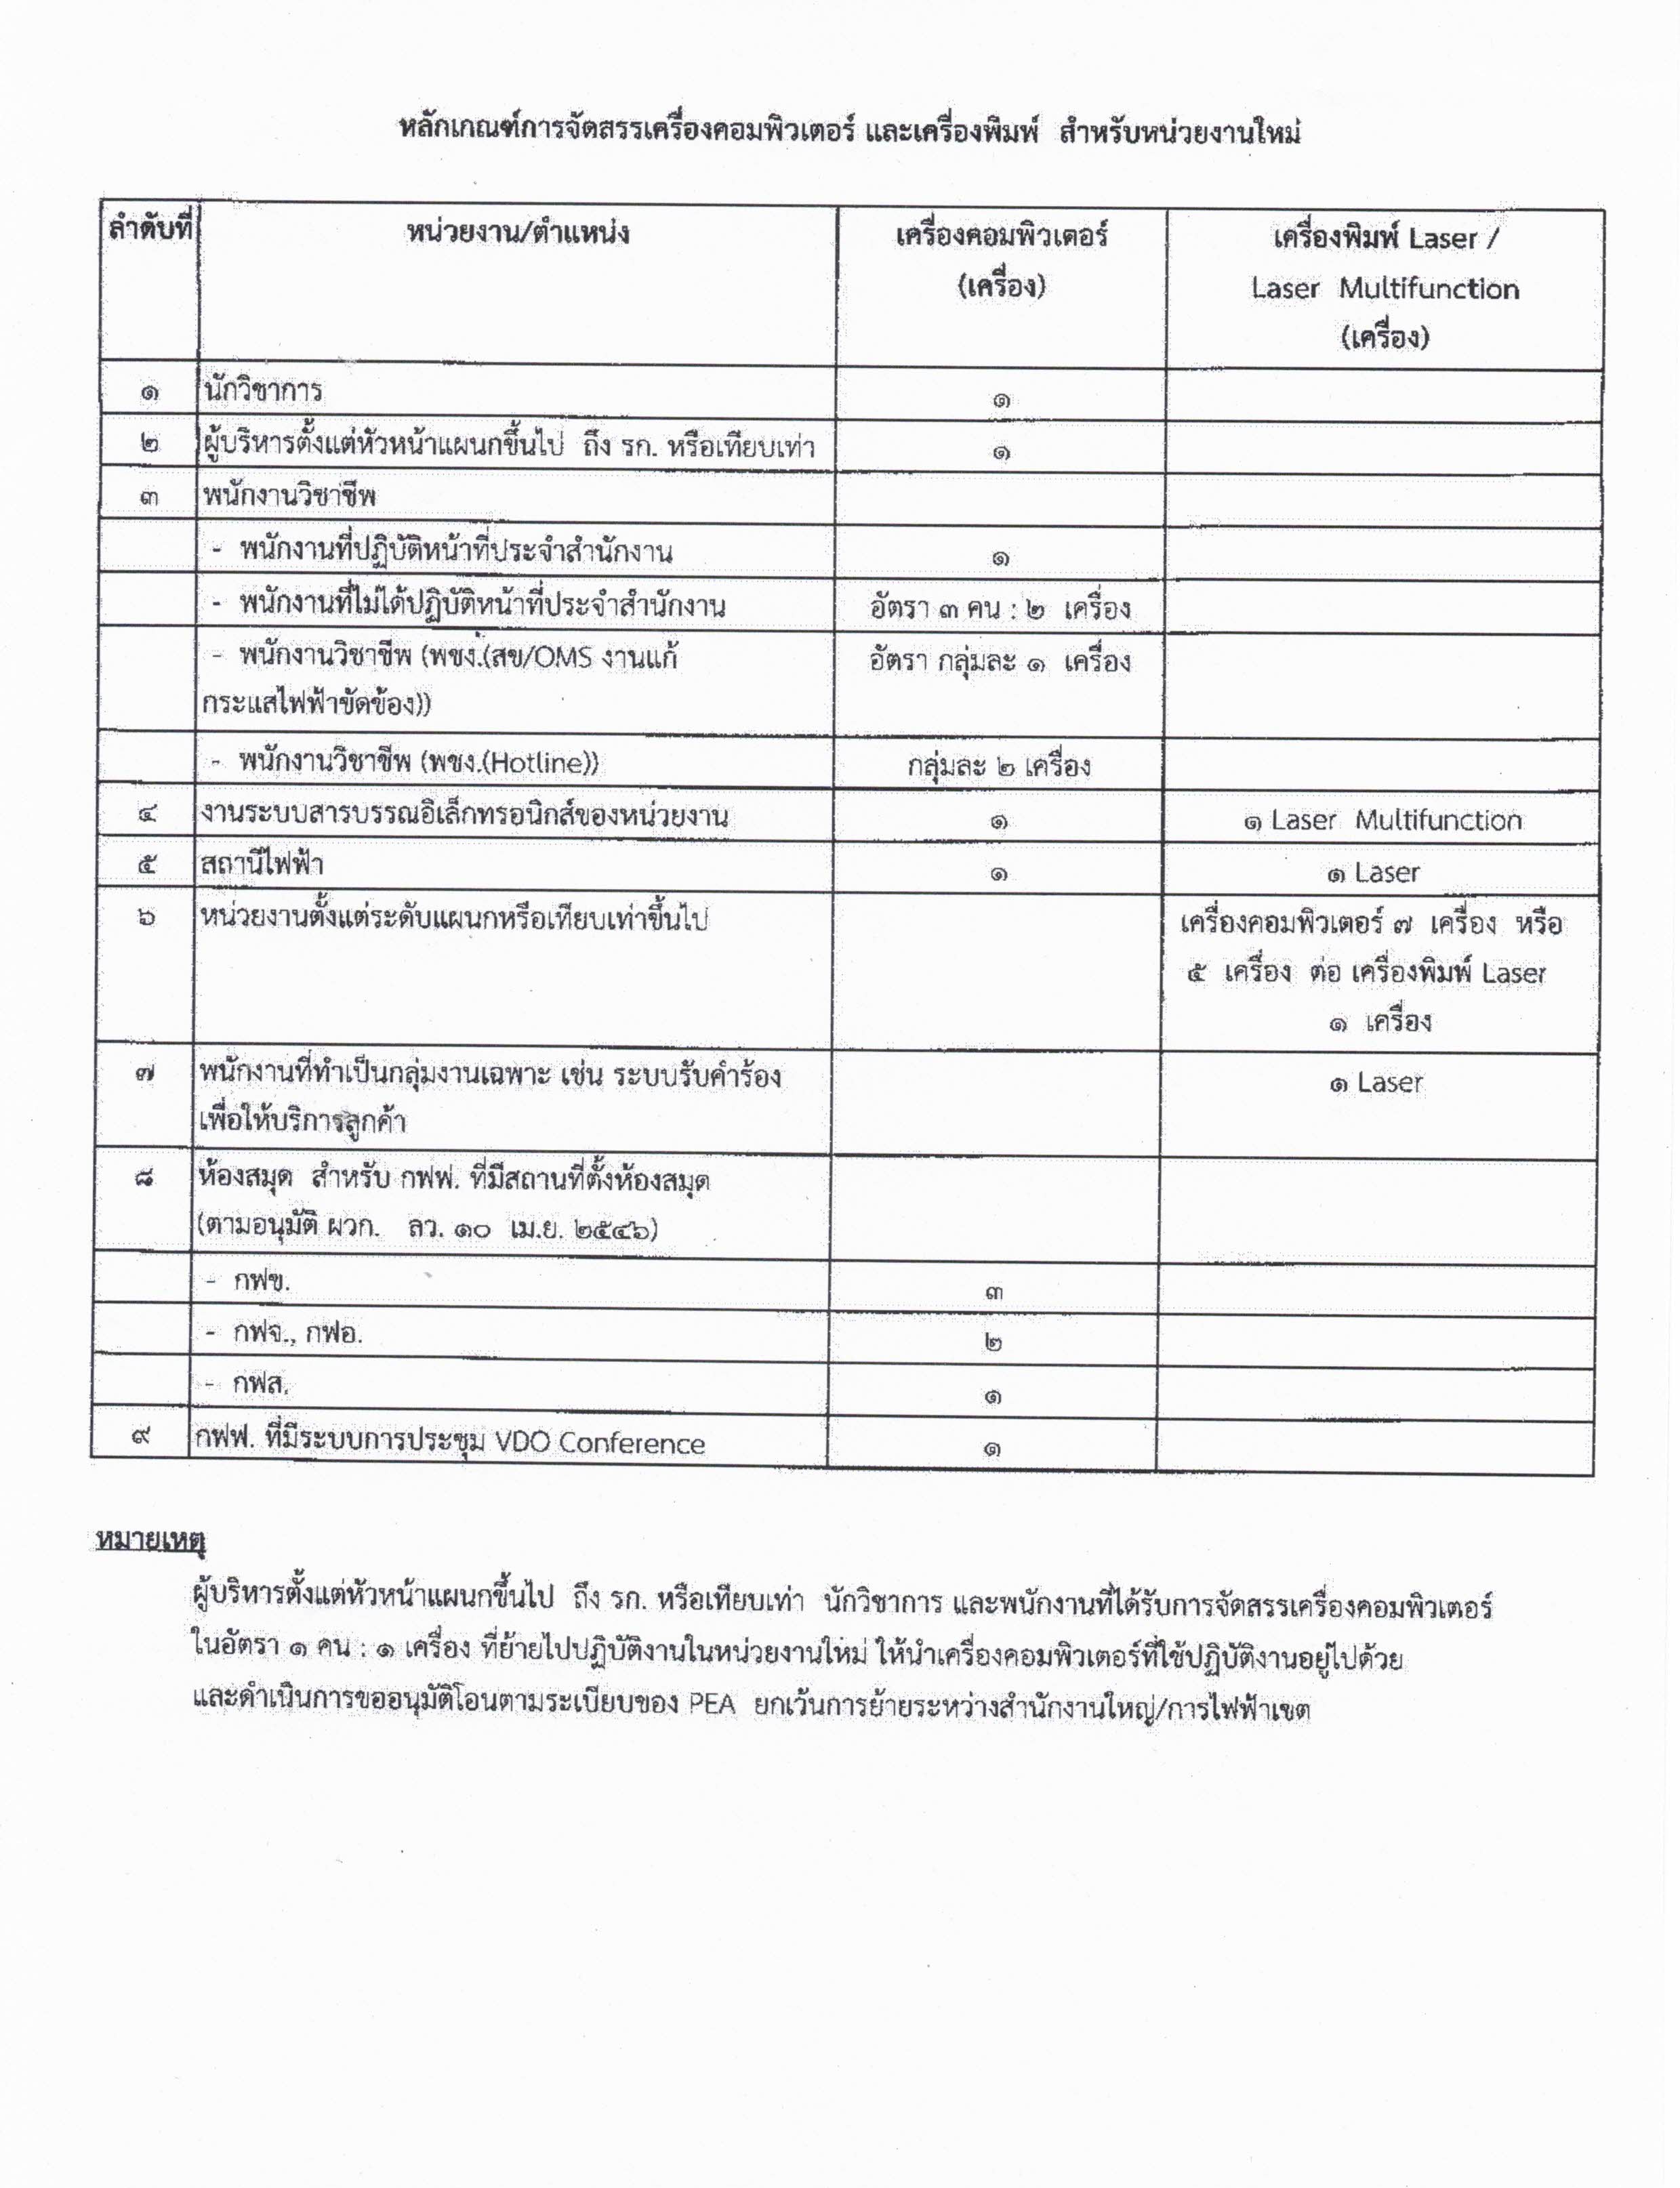 หลักเกณฑ์การจัดสรรเครื่องคอมพิวเตอร์ และเครื่องพิมพ์ สำหรับหน่วยงานใหม่
ลำดับที่ หน่วยงาน/ตำแหน่ง เครื่องคอมพิวเตอร์ เครื่องพิมพ์ Laser /
(เครื่อง) Laser Multifunction
(เครื่อง)
๑ นักวิชาการ ๑
๒ ผู้บริหารตั้งแต่หัวหน้าแผนกขึ้นไป ถึง รก. หรือเทียบเท่า ๑
๓ พนักงานวิชาชีพ
- พนักงานที่ปฏิบัติหน้าที่ประจำสำนักงาน ๑
- พนักงานที่ไม่ได้ปฏิบัติหน้าที่ประจำสำนักงาน อัตรา ๓ คน : ๒ เครื่อง
- พนักงานวิชาชีพ (พชง.(สข/OMS งานแก้ อัตรา กลุ่มละ ๑ เครื่อง
กระแสไฟฟ้าขัดข้อง))
- พนักงานวิชาชีพ (พชง.(Hotline)) กลุ่มละ ๒ เครื่อง
๔ งานระบบสารบรรณอิเล็กทรอนิกส์ของหน่วยงาน ๑ ๑ Laser Multifunction
๕ สถานีไฟฟ้า ๑ ๑ Laser
๖ หน่วยงานตั้งแต่ระดับแผนกหรือเทียบเท่าขึ้นไป เครื่องคอมพิวเตอร์ ๗ เครื่อง หรือ
๕ เครื่อง ต่อ เครื่องพิมพ์ Laser
๑ เครื่อง
๗ พนักงานที่ทำเป็นกลุ่มงานเฉพาะ เช่น ระบบรับคำร้อง ๑ Laser
เพื่อให้บริการลูกค้า
๘ ห้องสมุด สำหรับ กฟฟ. ที่มีสถานที่ตั้งห้องสมุด
(ตามอนุมัติ ผวก. ลว. ๑๐ เม.ย. ๒๕๔๖)
- กฟข. ๓
- กฟจ., กฟอ. ๒
- กฟส. ๑
๙ กฟฟ. ที่มีระบบการประชุม VDO Conference ๑
หมายเหตุ
ผู้บริหารตั้งแต่หัวหน้าแผนกขึ้นไป ถึง รก. หรือเทียบเท่า นักวิชาการ และพนักงานที่ได้รับการจัดสรรเครื่องคอมพิวเตอร์
ในอัตรา ๑ คน : ๑ เครื่อง ที่ย้ายไปปฏิบัติงานในหน่วยงานใหม่ ให้นำเครื่องคอมพิวเตอร์ที่ใช้ปฏิบัติงานอยู่ไปด้วย
และดำเนินการขออนุมัติโอนตามระเบียบของ PEA ยกเว้นการย้ายระหว่างสำนักงานใหญ่/การไฟฟ้าเขต